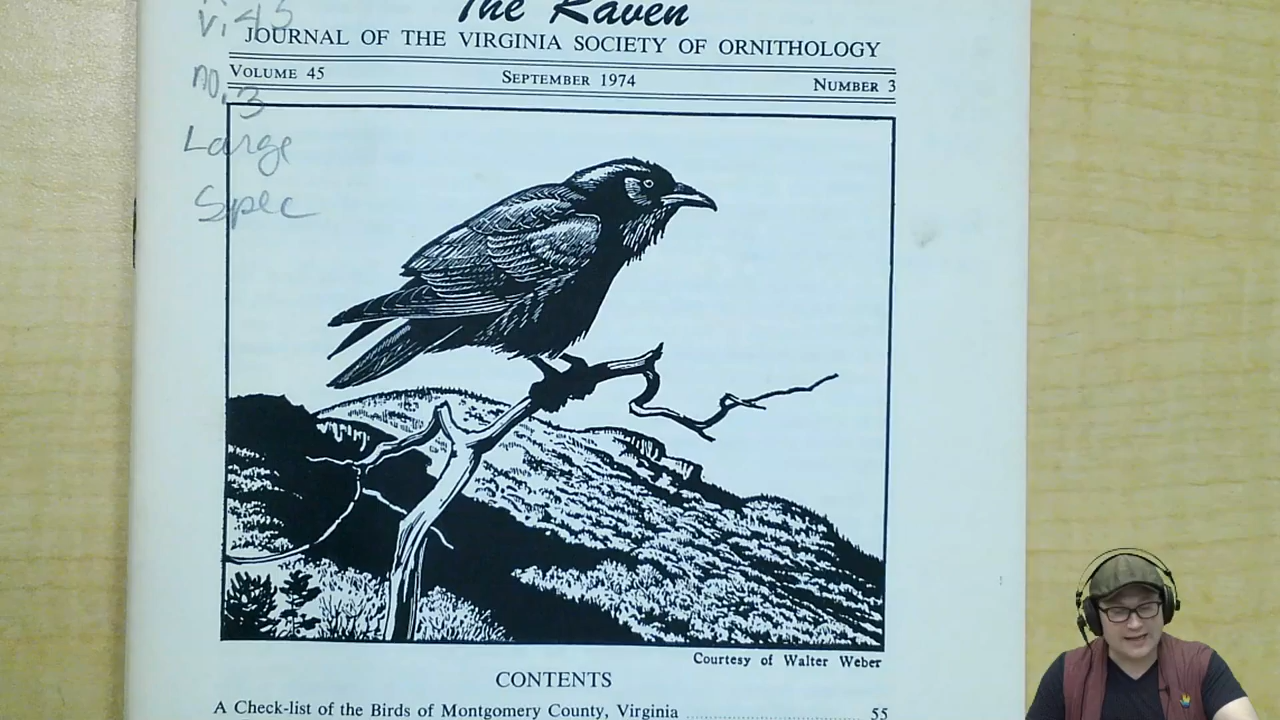 The Raven
V. 45
JOURNAL OF THE VIRGINIA SOCIETY OF ORNITHOLOGY
VOLUME 45 SEPTEMBER 1974 NUMBER 3
no. 3
Large
Spec
Courtesy of Walter Weber
CONTENTS
A Check-list of the Birds of Montgomery County, Virginia 55